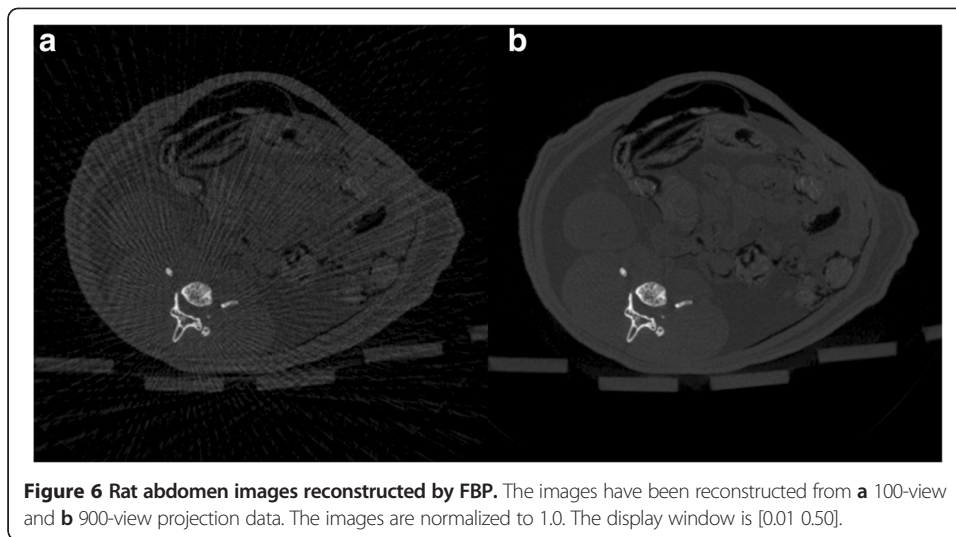 a
b
Figure 6 Rat abdomen images reconstructed by FBP. The images have been reconstructed from a 100-view
and b 900-view projection data. The images are normalized to 1.0. The display window is [0.01 0.50].